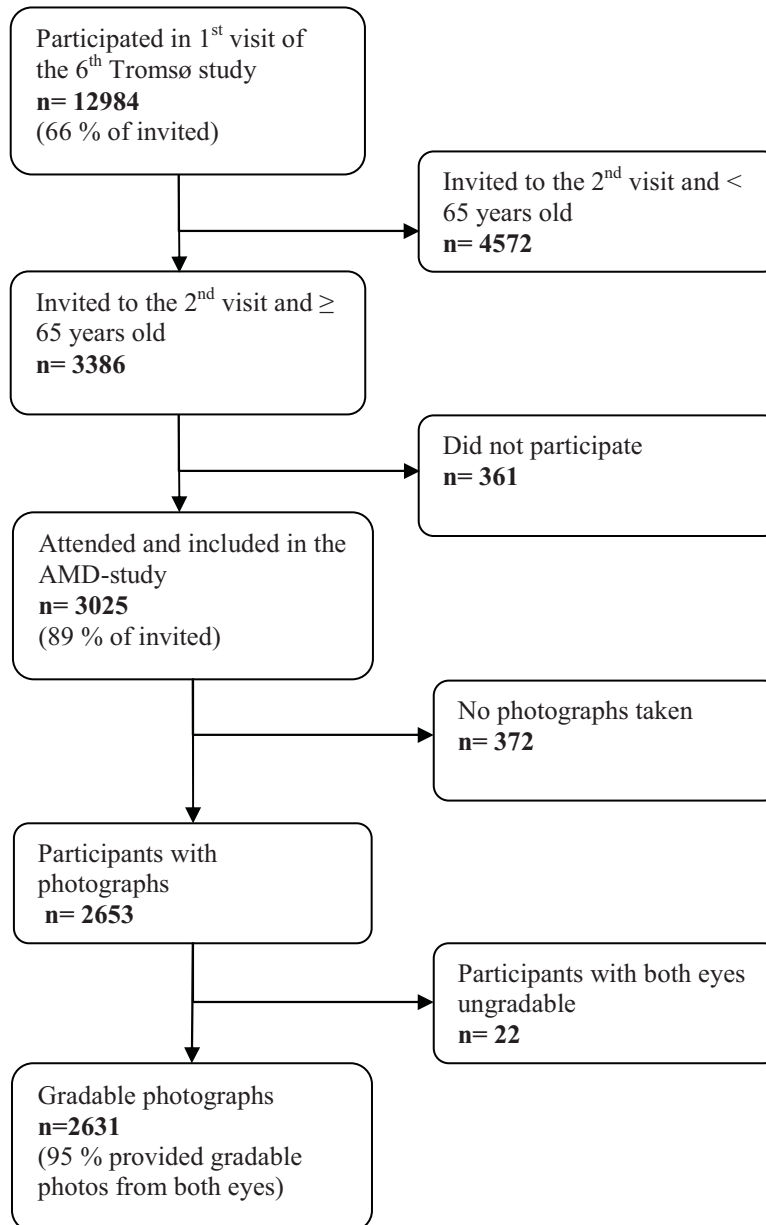 Participated in 1st visit of
the 6th Tromsø study
n= 12984
(66 % of invited)
Invited to the 2nd visit and <
65 years old
n= 4572
Invited to the 2nd visit and ≥
65 years old
n= 3386
Did not participate
n= 361
Attended and included in the
AMD-study
n= 3025
(89 % of invited)
No photographs taken
n= 372
Participants with
photographs
n= 2653
Participants with both eyes
ungradable
n= 22
Gradable photographs
n=2631
(95 % provided gradable
photos from both eyes)